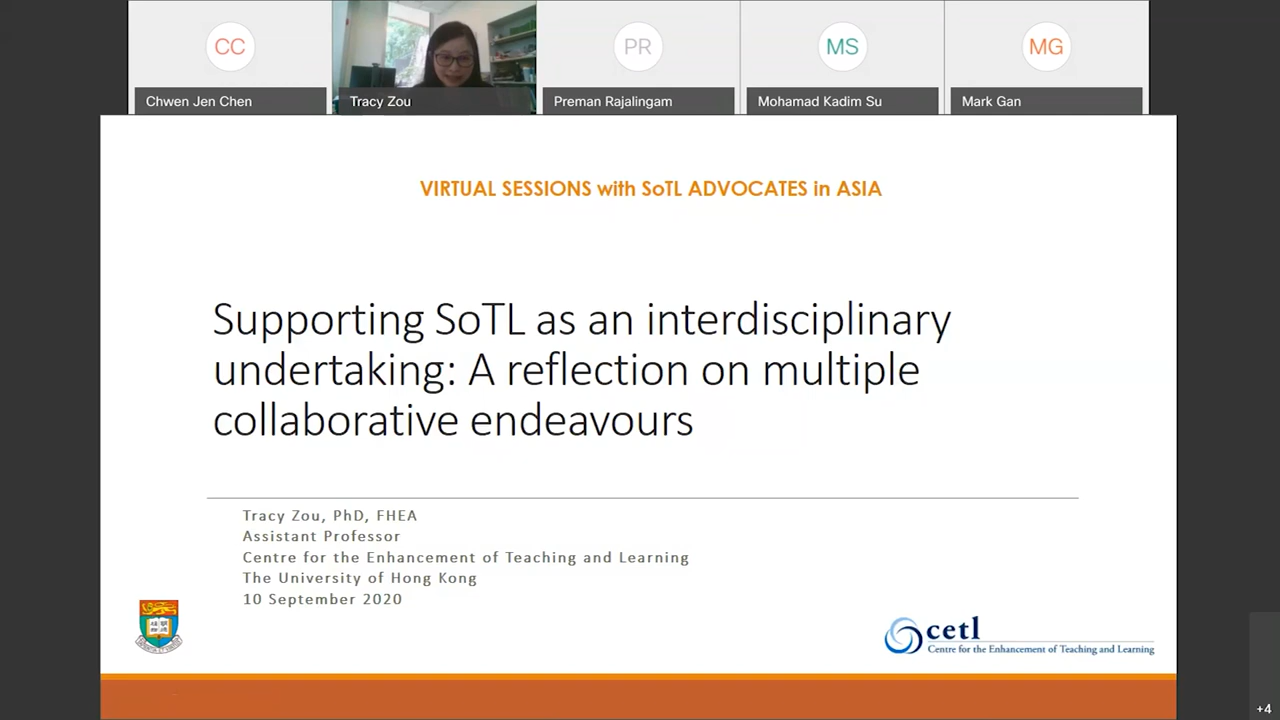 CC
PR
MS
MG
Chwen Jen Chen
Tracy Zou
Preman Rajalingam
Mohamad Kadim Su
Mark Gan
VIRTUAL SESSIONS with SoTL ADVOCATES in ASIA
Supporting SoTL as an interdisciplinary
undertaking: A reflection on multiple
collaborative endeavours
Tracy Zou, PhD, FHEA
Assistant Professor
Centre for the Enhancement of Teaching and Learning
The University of Hong Kong
10 September 2020
cetl
Centre for the Enhancement of Teaching and Learning
+4